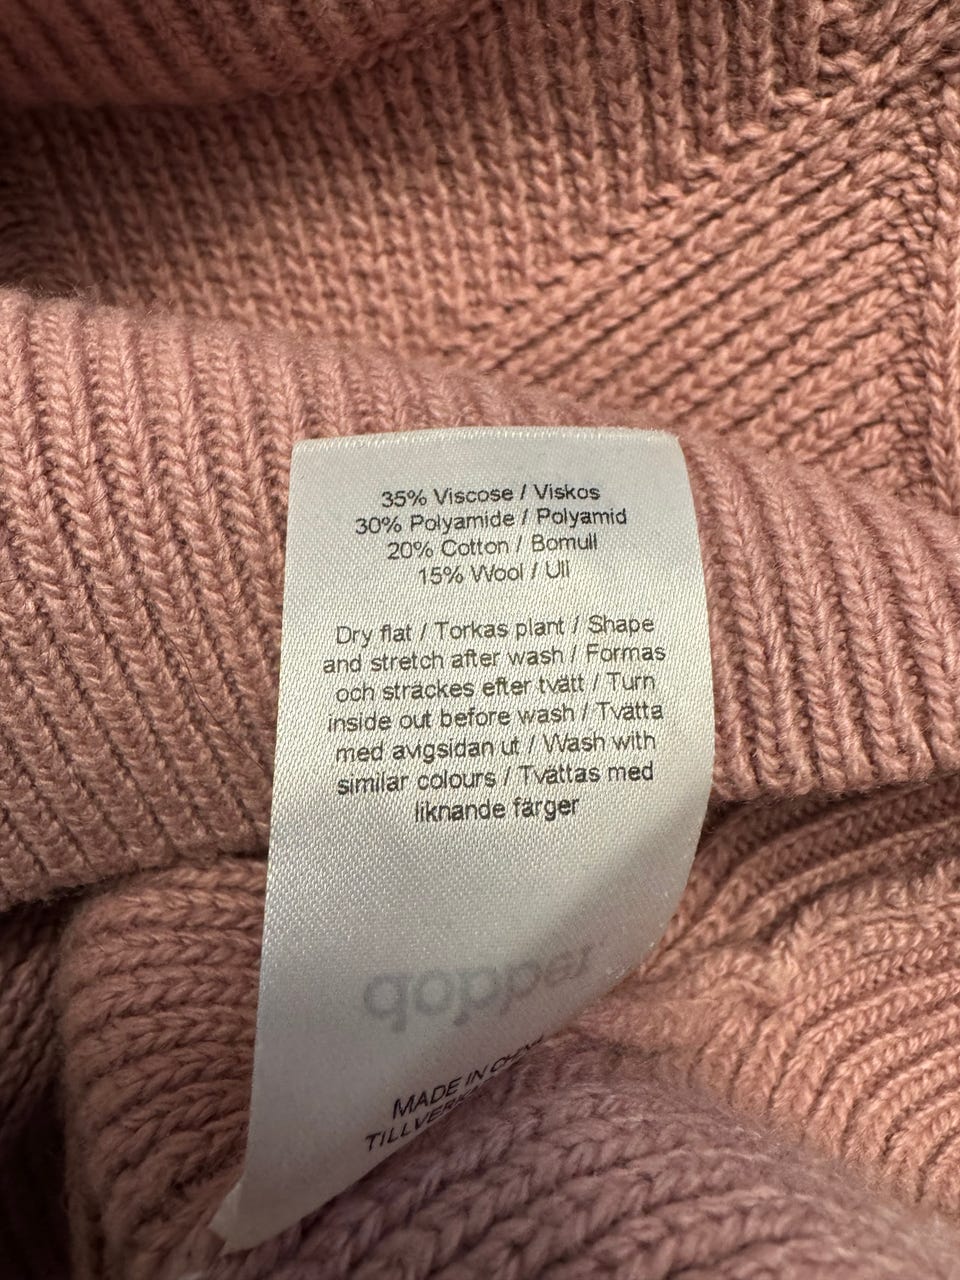 35% Viscose / Viskos
30% Polyamide / Polyamid
20% Cotton / Bomull
15% Wool / Ull
Dry flat / Torkas plant / Shape
and stretch after wash / Formas
och sträckes efter tvätt / Turn
inside out before wash / Tvätta
med avigsidan ut / Wash with
similar colours / Tvättas med
liknande färger
MADE IN CHINA